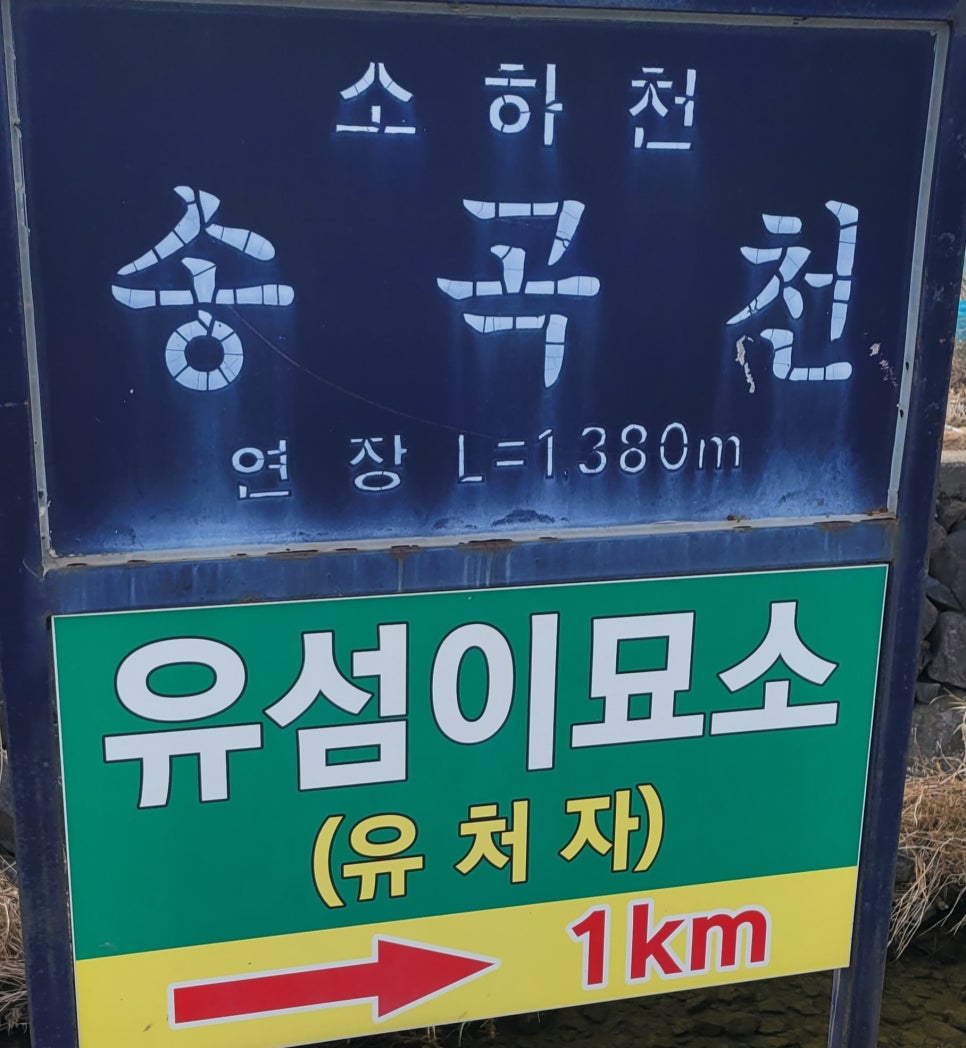 소 하 천
송 곡 천
연 장 L=1.380m
유섬이묘소
(유 처 자)
1km